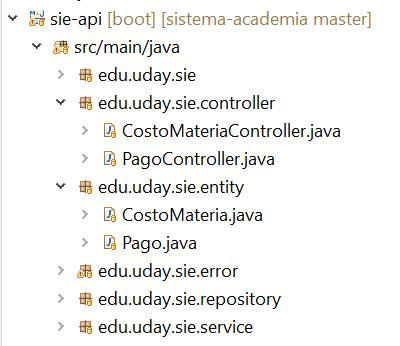 sie-api [boot] [sistema-academia master]
src/main/java
edu.uday.sie
edu.uday.sie.controller
CostoMateriaController.java
PagoController.java
edu.uday.sie.entity
CostoMateria.java
Pago.java
edu.uday.sie.error
edu.uday.sie.repository
edu.uday.sie.service